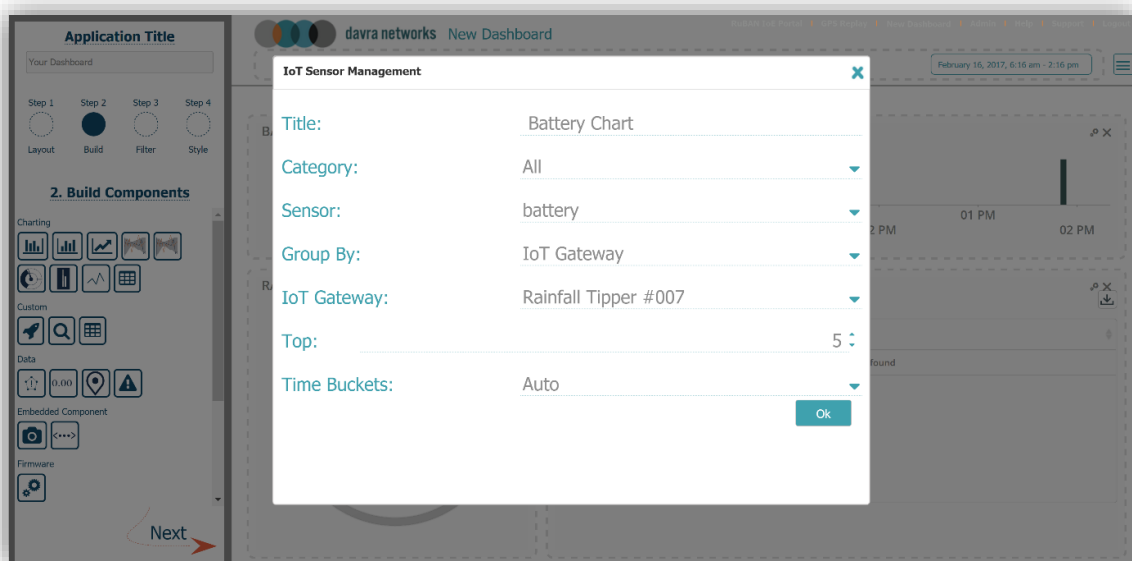 Application Title
Your Dashboard
Step 1 Step 2 Step 3 Step 4
Layout Build Filter Style
2. Build Components
Charting
Custom
Data
0.00
Embedded Component
Firmware
Next
davra networks New Dashboard
February 16, 2017, 6:16 am - 2:16 pm
IoT Sensor Management
Title: Battery Chart
Category: All
Sensor: battery
Group By: IoT Gateway
IoT Gateway: Rainfall Tipper #007
Top: 5
Time Buckets: Auto
Ok
01 PM
2 PM
02 PM
found